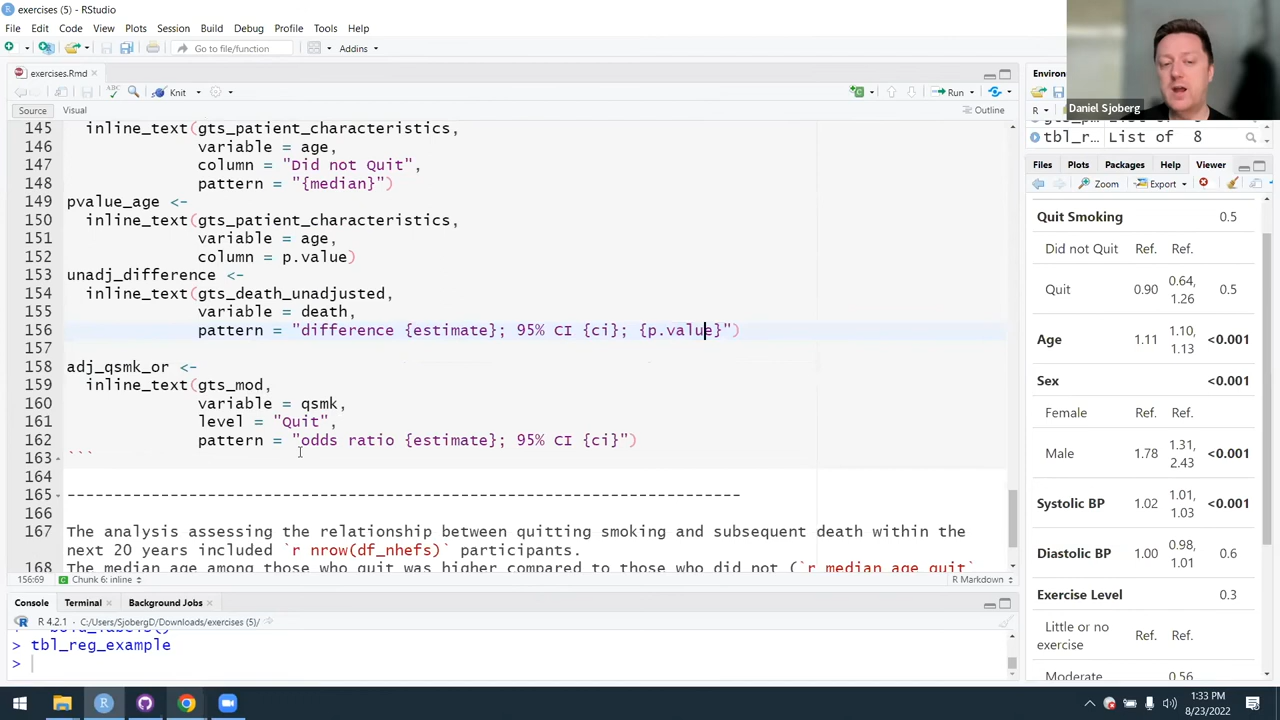 exercises (5) - RStudio
File Edit Code View Plots Session Build Debug Profile Tools Help
Go to file/function
Addins
exercises.Rmd
Knit
Run
Source Visual
Outline
145 inline_text(gts_patient_characteristics,
146 variable = age,
147 column = "Did not Quit",
148 pattern = "{median}")
149 pvalue_age <-
150 inline_text(gts_patient_characteristics,
151 variable = age,
152 column = p.value)
153 unadj_difference <-
154 inline_text(gts_death_unadjusted,
155 variable = death,
156 pattern = "difference {estimate}; 95% CI {ci}; {p.value}")
157
158 adj_qsmk_or <-
159 inline_text(gts_mod,
160 variable = qsmk,
161 level = "Quit",
162 pattern = "odds ratio {estimate}; 95% CI {ci}")
163 ```
164
165 ------------------------------------------------------------------------
166
167 The analysis assessing the relationship between quitting smoking and subsequent death within the
next 20 years included `r nrow(df_nhefs)` participants.
168 The median age among those who quit was higher compared to those who did not (`r median_age_quit`
156:69 Chunk 6: inline
R Markdown
Console Terminal Background Jobs
R 4.2.1 · C:/Users/SjobergD/Downloads/exercises (5)/
> tbl_reg_example
>
Daniel Sjoberg
Environ
R
tbl_r… List of 8
Files Plots Packages Help Viewer
Zoom Export
Quit Smoking 0.5
Did not Quit Ref. Ref.
Quit 0.90 0.64, 1.26 0.5
Age 1.11 1.10, 1.13 <0.001
Sex <0.001
Female Ref. Ref.
Male 1.78 1.31, 2.43 <0.001
Systolic BP 1.02 1.01, 1.03 <0.001
Diastolic BP 1.00 0.98, 1.01 0.6
Exercise Level 0.3
Little or no exercise Ref. Ref.
Moderate 0.56
1:33 PM
8/23/2022